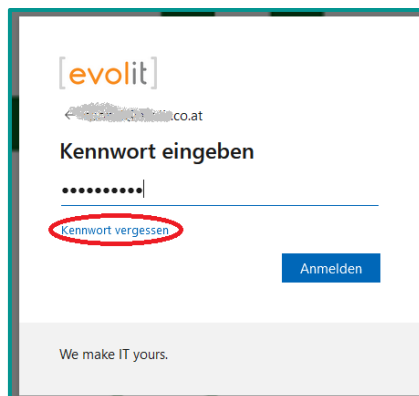 [evolit]
.co.at
Kennwort eingeben
Kennwort vergessen
Anmelden
We make IT yours.